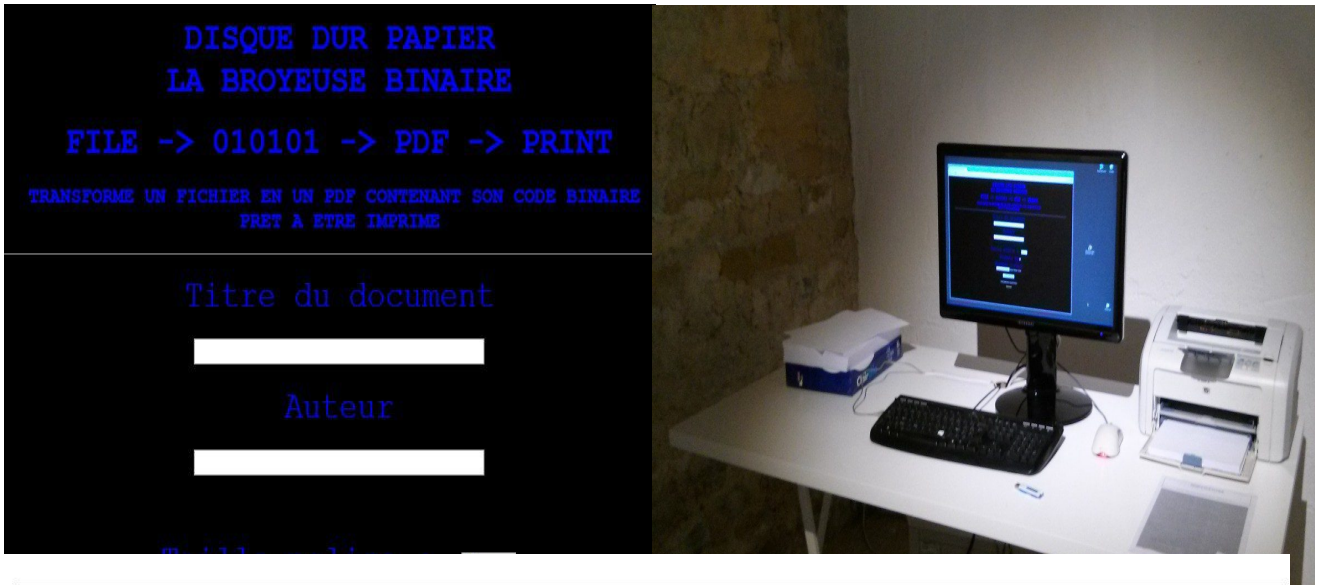 DISQUE DUR PAPIER
LA BROYEUSE BINAIRE
FILE -> 010101 -> PDF -> PRINT
TRANSFORME UN FICHIER EN UN PDF CONTENANT SON CODE BINAIRE
PRET A ETRE IMPRIME
Titre du document
Auteur